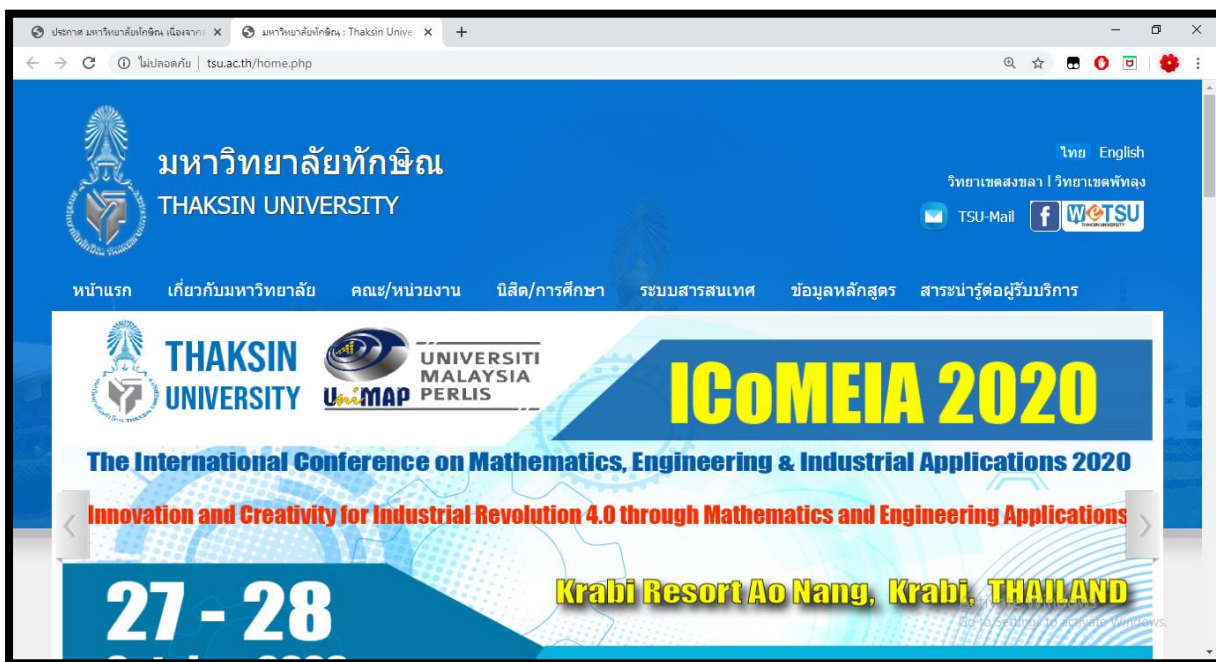 ประกาศ มหาวิทยาลัยทักษิณ เนื่องจาก
มหาวิทยาลัยทักษิณ : Thaksin Univer
ไม่ปลอดภัย | tsu.ac.th/home.php
มหาวิทยาลัยทักษิณ
THAKSIN UNIVERSITY
ไทย English
วิทยาเขตสงขลา l วิทยาเขตพัทลุง
TSU-Mail f W@TSU
THAKSIN UNIVERSITY
หน้าแรก เกี่ยวกับมหาวิทยาลัย คณะ/หน่วยงาน นิสิต/การศึกษา ระบบสารสนเทศ ข้อมูลหลักสูตร สาระน่ารู้ต่อผู้รับบริการ
THAKSIN UNIVERSITY
UniMAP UNIVERSITI MALAYSIA PERLIS
ICoMEIA 2020
The International Conference on Mathematics, Engineering & Industrial Applications 2020
Innovation and Creativity for Industrial Revolution 4.0 through Mathematics and Engineering Applications
Krabi Resort Ao Nang, Krabi, THAILAND
27 - 28
Go to Settings to activate Windows.